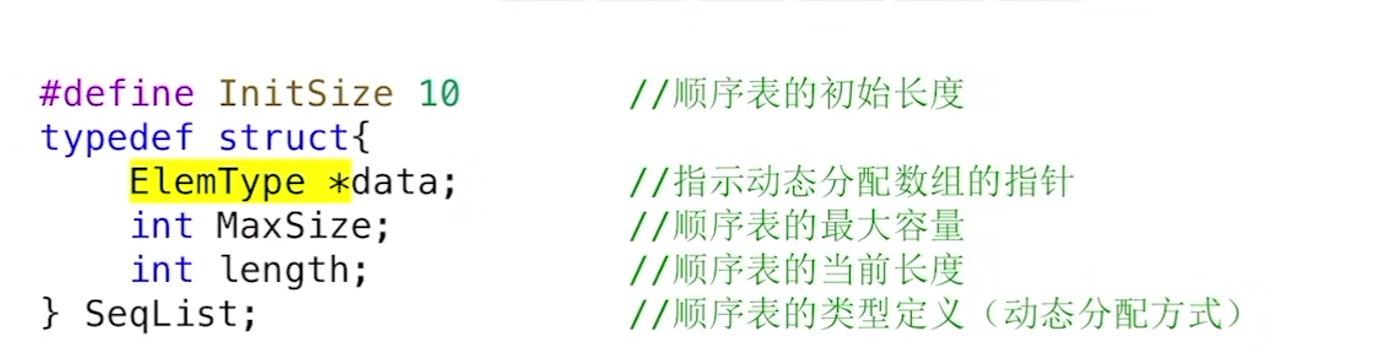 #define InitSize 10 //顺序表的初始长度
typedef struct{
ElemType *data; //指示动态分配数组的指针
int MaxSize; //顺序表的最大容量
int length; //顺序表的当前长度
} SeqList; //顺序表的类型定义（动态分配方式）